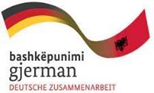 bashkëpunimi
gjerman
DEUTSCHE ZUSAMMENARBEIT